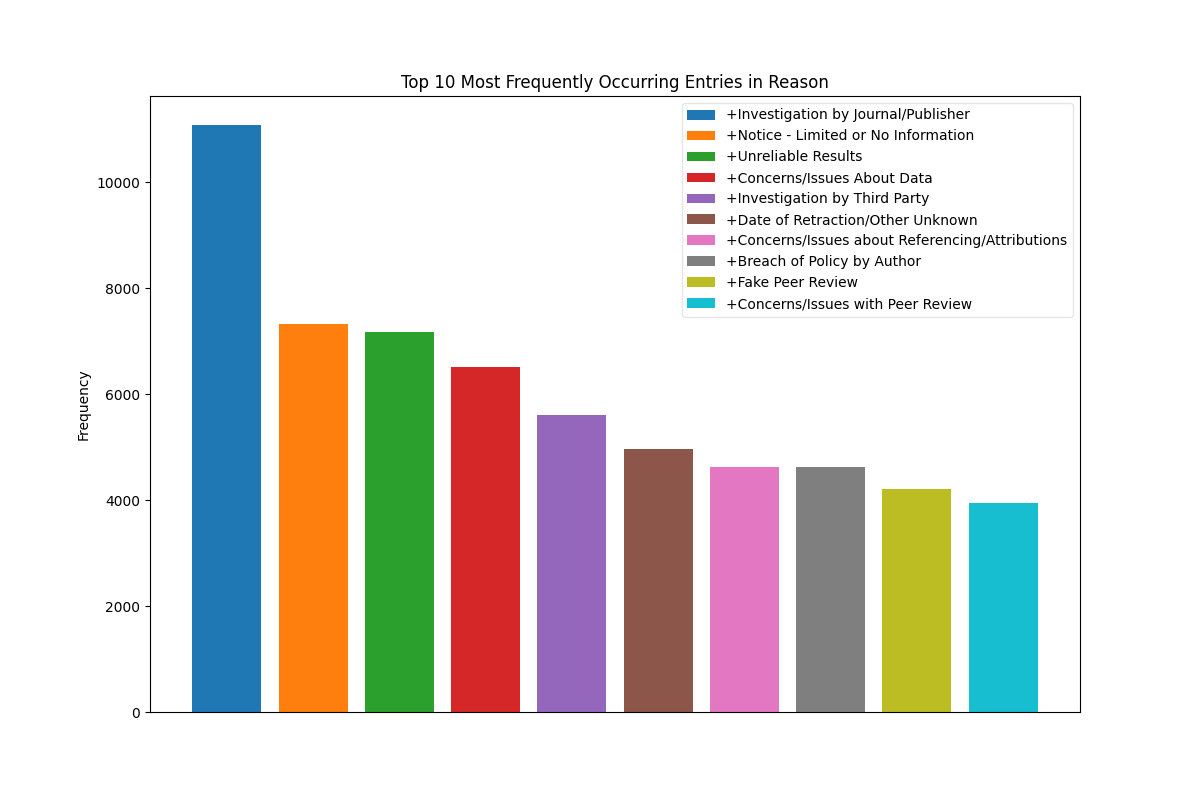 Top 10 Most Frequently Occurring Entries in Reason
+Investigation by Journal/Publisher
+Notice - Limited or No Information
+Unreliable Results
+Concerns/Issues About Data
+Investigation by Third Party
+Date of Retraction/Other Unknown
+Concerns/Issues about Referencing/Attributions
+Breach of Policy by Author
+Fake Peer Review
+Concerns/Issues with Peer Review
Frequency
10000
8000
6000
4000
2000
0